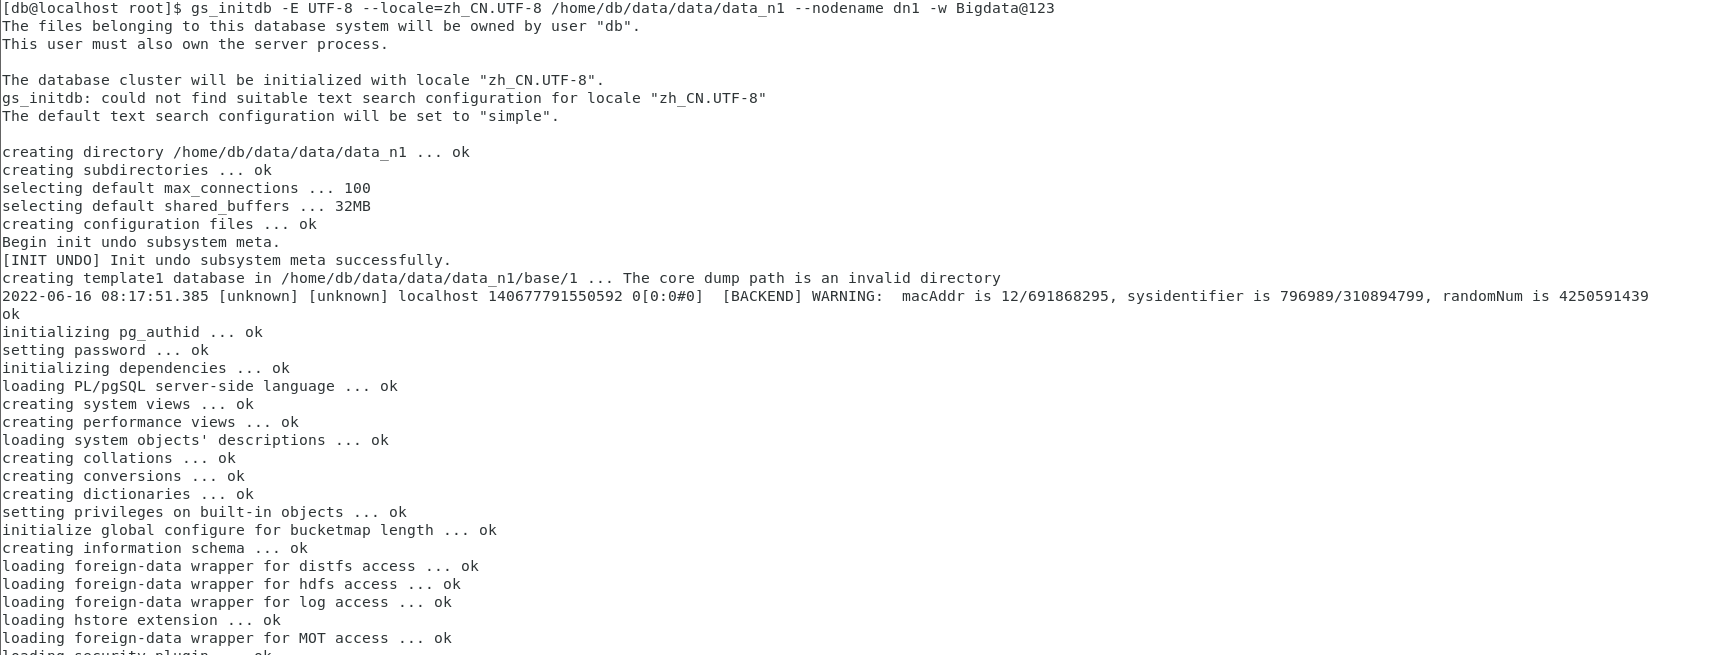 [db@localhost root]$ gs_initdb -E UTF-8 --locale=zh_CN.UTF-8 /home/db/data/data/data_n1 --nodename dn1 -w Bigdata@123
The files belonging to this database system will be owned by user "db".
This user must also own the server process.
The database cluster will be initialized with locale "zh_CN.UTF-8".
gs_initdb: could not find suitable text search configuration for locale "zh_CN.UTF-8"
The default text search configuration will be set to "simple".
creating directory /home/db/data/data/data_n1 ... ok
creating subdirectories ... ok
selecting default max_connections ... 100
selecting default shared_buffers ... 32MB
creating configuration files ... ok
Begin init undo subsystem meta.
[INIT UNDO] Init undo subsystem meta successfully.
creating template1 database in /home/db/data/data/data_n1/base/1 ... The core dump path is an invalid directory
2022-06-16 08:17:51.385 [unknown] [unknown] localhost 140677791550592 0[0:0#0]  [BACKEND] WARNING:  macAddr is 12/691868295, sysidentifier is 796989/310894799, randomNum is 4250591439
ok
initializing pg_authid ... ok
setting password ... ok
initializing dependencies ... ok
loading PL/pgSQL server-side language ... ok
creating system views ... ok
creating performance views ... ok
loading system objects' descriptions ... ok
creating collations ... ok
creating conversions ... ok
creating dictionaries ... ok
setting privileges on built-in objects ... ok
initialize global configure for bucketmap length ... ok
creating information schema ... ok
loading foreign-data wrapper for distfs access ... ok
loading foreign-data wrapper for hdfs access ... ok
loading foreign-data wrapper for log access ... ok
loading hstore extension ... ok
loading foreign-data wrapper for MOT access ... ok
loading security plugin ... ok